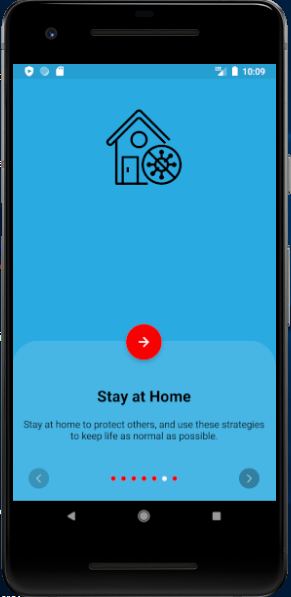 10:09
Stay at Home
Stay at home to protect others, and use these strategies
to keep life as normal as possible.